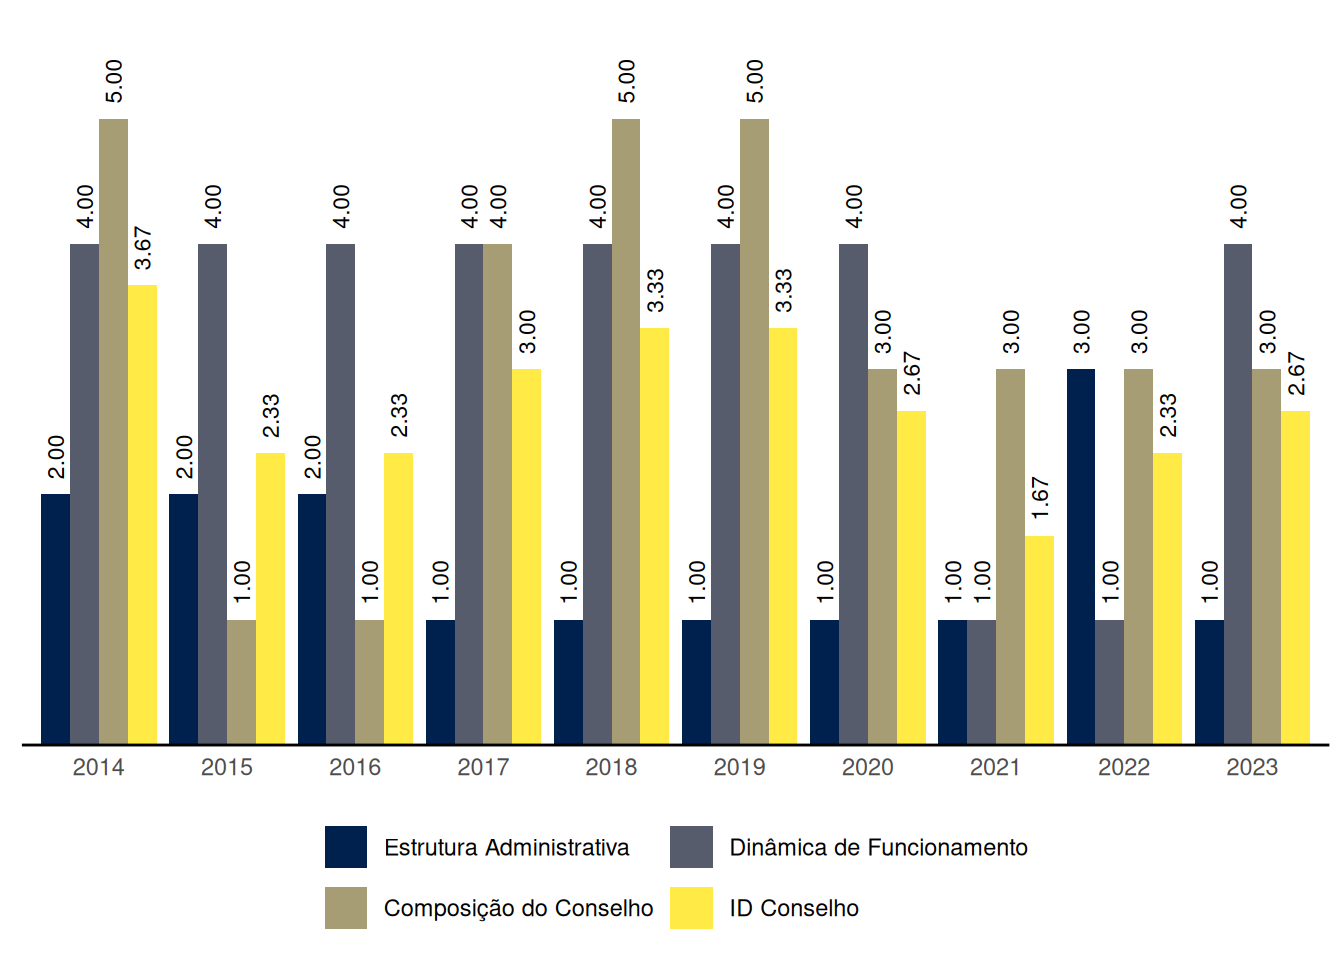 2.00 4.00 5.00 3.67 2.00 4.00 1.00 2.33 2.00 4.00 1.00 2.33 1.00 4.00 4.00 3.00 1.00 4.00 5.00 3.33 1.00 4.00 5.00 3.33 1.00 4.00 3.00 2.67 1.00 1.00 3.00 1.67 3.00 1.00 3.00 2.33 1.00 4.00 3.00 2.67
2014 2015 2016 2017 2018 2019 2020 2021 2022 2023
Estrutura Administrativa Dinâmica de Funcionamento
Composição do Conselho ID Conselho